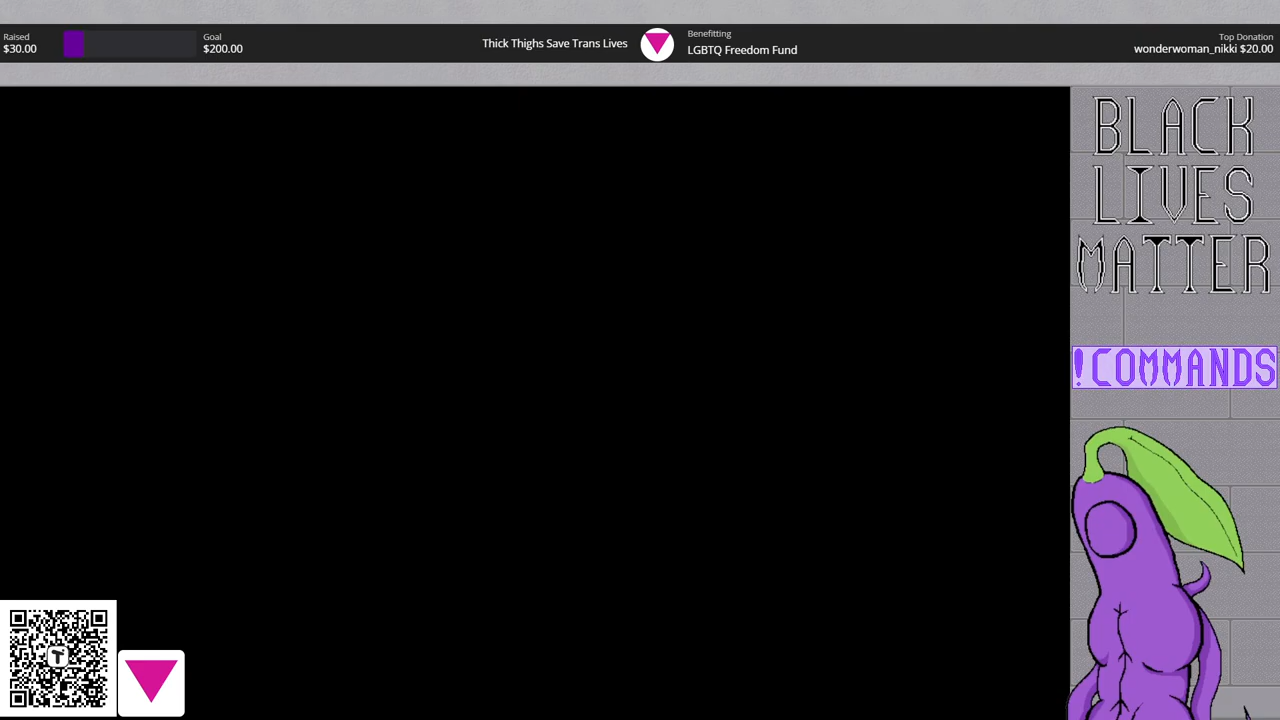 Raised
$30.00
Goal
$200.00
Thick Thighs Save Trans Lives
Benefitting
LGBTQ Freedom Fund
Top Donation
wonderwoman_nikki $20.00
BLACK
LIVES
MATTER
!COMMANDS
T